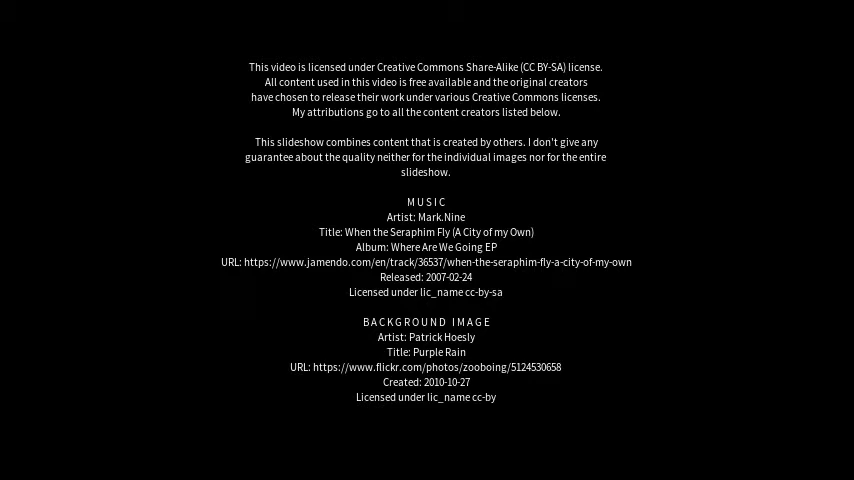 This video is licensed under Creative Commons Share-Alike (CC BY-SA) license.
All content used in this video is free available and the original creators
have chosen to release their work under various Creative Commons licenses.
My attributions go to all the content creators listed below.
This slideshow combines content that is created by others. I don't give any
guarantee about the quality neither for the individual images nor for the entire
slideshow.
MUSIC
Artist: Mark.Nine
Title: When the Seraphim Fly (A City of my Own)
Album: Where Are We Going EP
URL: https://www.jamendo.com/en/track/36537/when-the-seraphim-fly-a-city-of-my-own
Released: 2007-02-24
Licensed under lic_name cc-by-sa
BACKGROUND IMAGE
Artist: Patrick Hoesly
Title: Purple Rain
URL: https://www.flickr.com/photos/zooboing/5124530658
Created: 2010-10-27
Licensed under lic_name cc-by